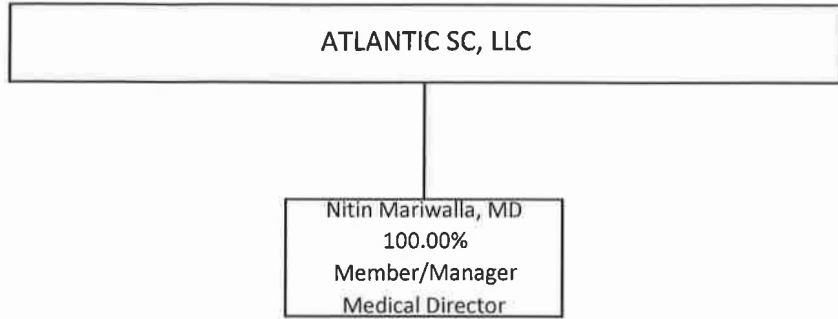 ATLANTIC SC, LLC
Nitin Mariwalla, MD
100.00%
Member/Manager
Medical Director